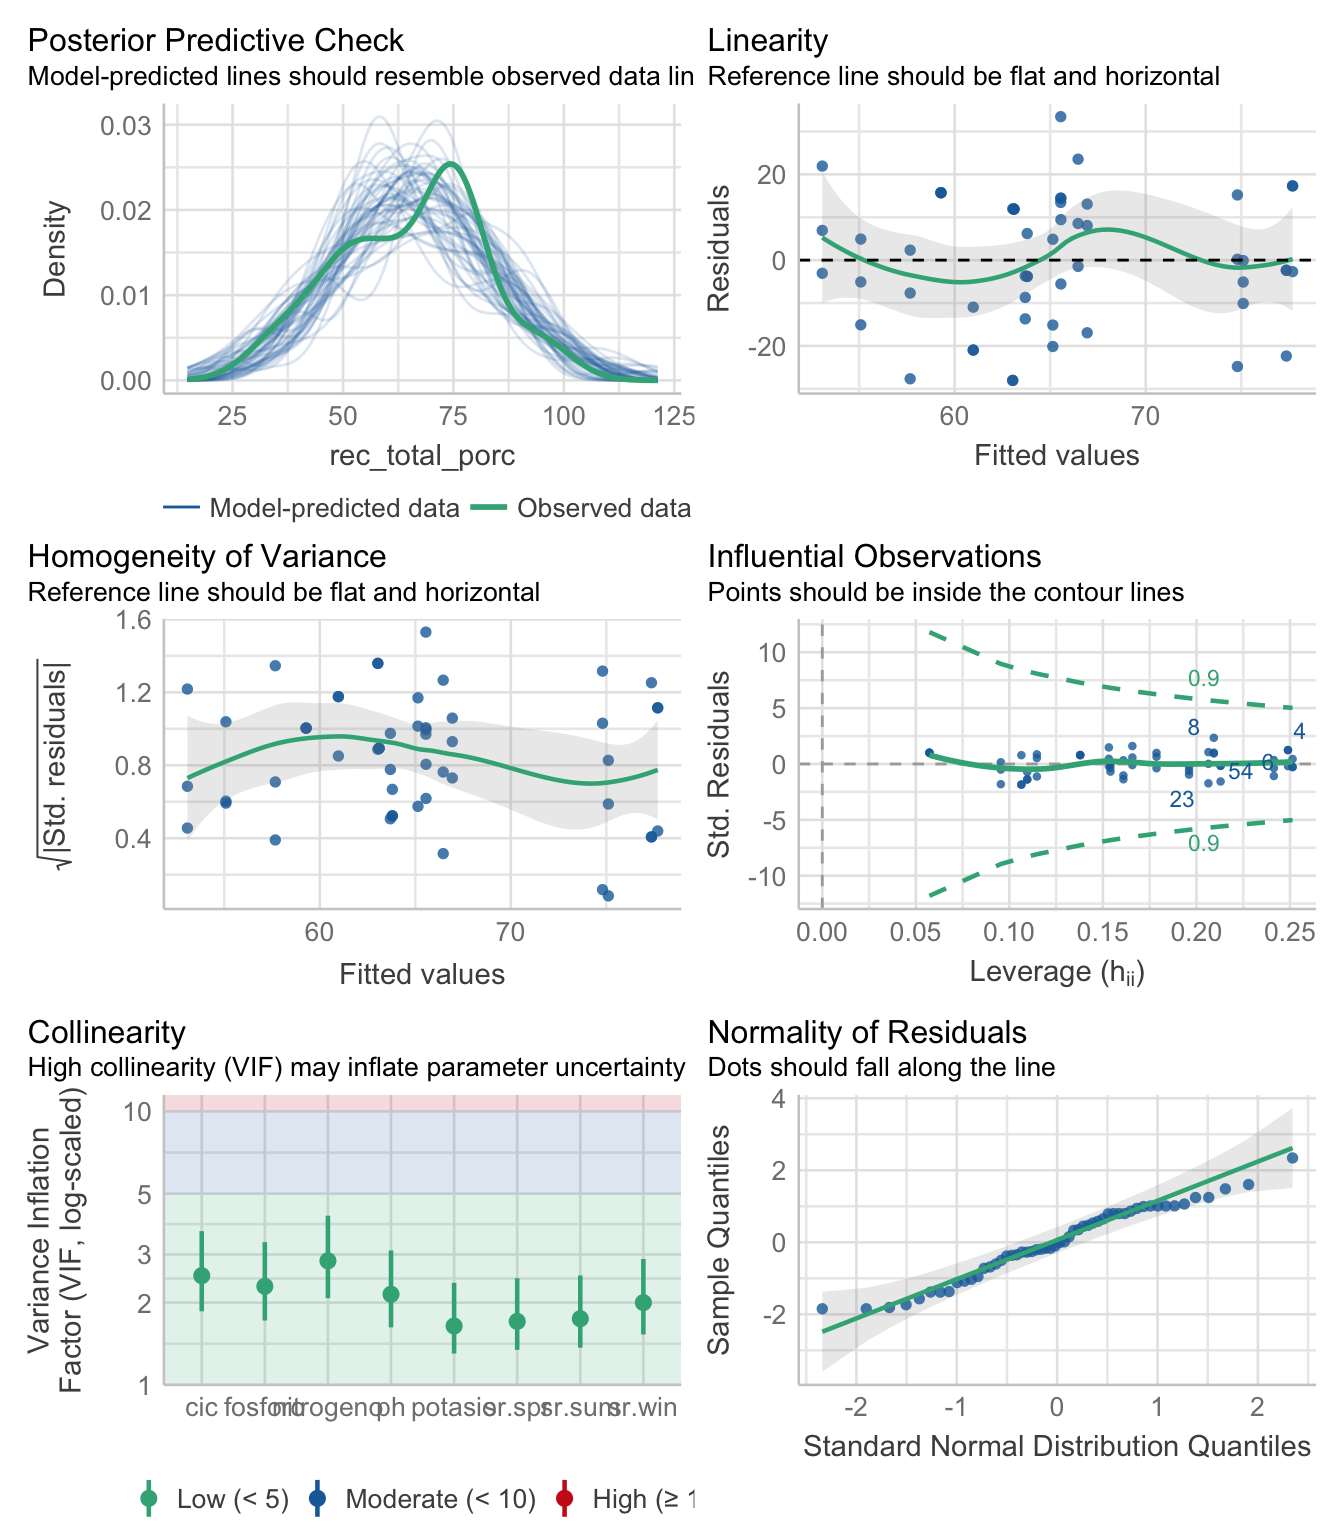 Posterior Predictive Check
Model-predicted lines should resemble observed data lin
0.03
0.02
0.01
0.00
Density
25 50 75 100 125
rec_total_porc
Model-predicted data Observed data
Linearity
Reference line should be flat and horizontal
20
0
-20
Residuals
60 70
Fitted values
Homogeneity of Variance
Reference line should be flat and horizontal
1.6
1.2
0.8
0.4
√|Std. residuals|
60 70
Fitted values
Influential Observations
Points should be inside the contour lines
10
5
0
-5
-10
Std. Residuals
0.9
8
4
6
54
23
0.9
0.00 0.05 0.10 0.15 0.20 0.25
Leverage (hii)
Collinearity
High collinearity (VIF) may inflate parameter uncertainty
10
5
3
2
1
Variance Inflation
Factor (VIF, log-scaled)
cic nitrogeno ph potasio sr.win
Low (< 5) Moderate (< 10) High (≥ 1
Normality of Residuals
Dots should fall along the line
4
2
0
-2
Sample Quantiles
-2 -1 0 1 2
Standard Normal Distribution Quantiles